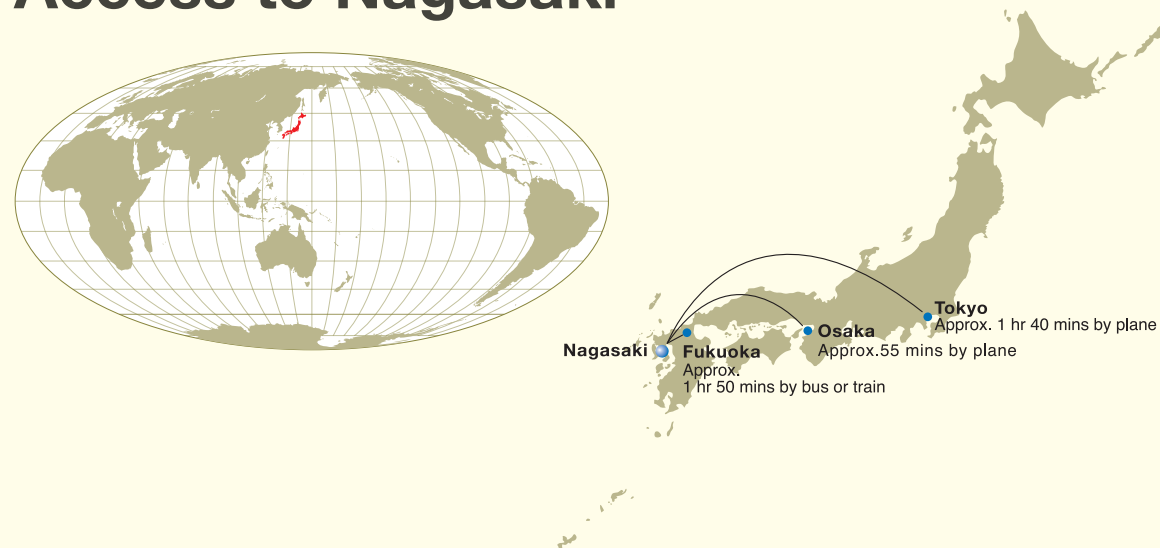 Access to Nagasaki
Tokyo
Approx. 1 hr 40 mins by plane
Osaka
Approx.55 mins by plane
Nagasaki
Fukuoka
Approx.
1 hr 50 mins by bus or train